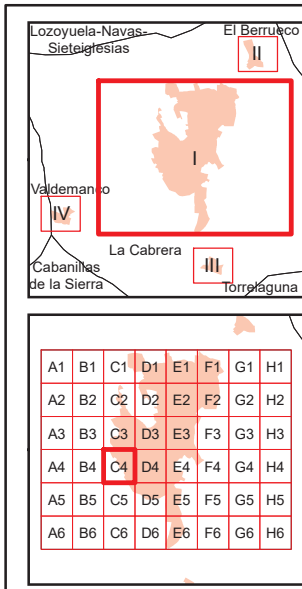 Lozoyuela-Navas-
Sieteiglesias
El Berrueco
II
I
Valdemanco
IV
La Cabrera
III
Cabanillas
de la Sierra
Torrelaguna
A1 B1 C1 D1 E1 F1 G1 H1
A2 B2 C2 D2 E2 F2 G2 H2
A3 B3 C3 D3 E3 F3 G3 H3
A4 B4 C4 D4 E4 F4 G4 H4
A5 B5 C5 D5 E5 F5 G5 H5
A6 B6 C6 D6 E6 F6 G6 H6